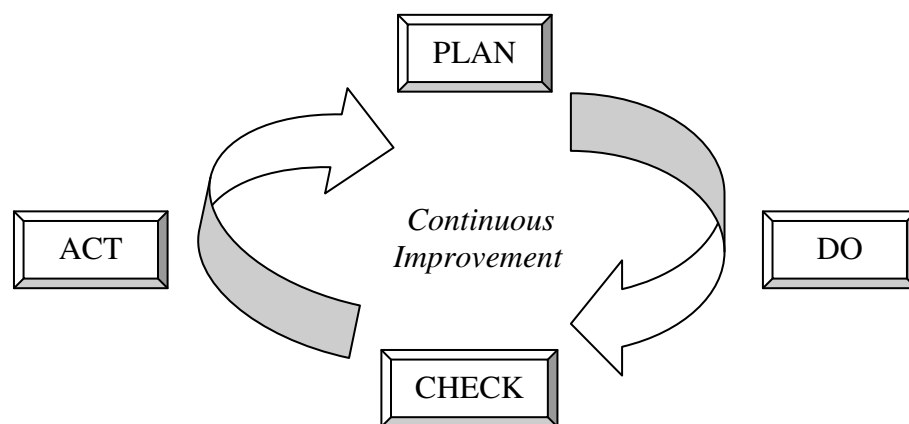 PLAN
ACT
Continuous
Improvement
DO
CHECK